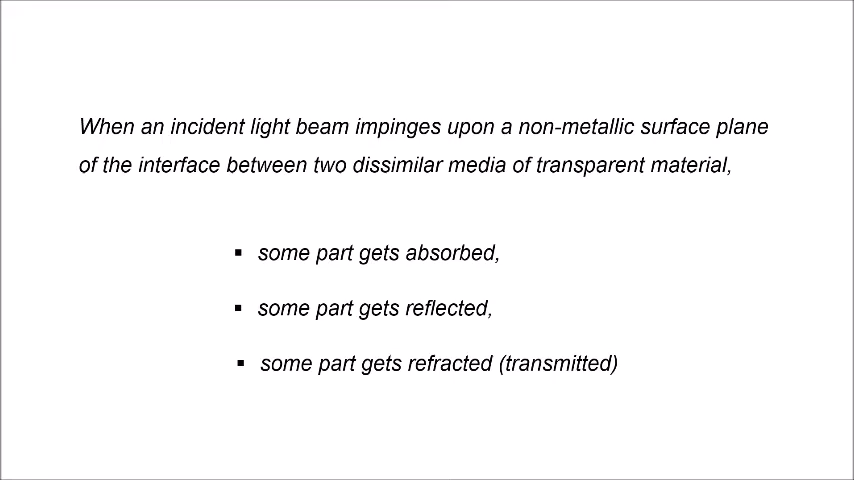 When an incident light beam impinges upon a non-metallic surface plane
of the interface between two dissimilar media of transparent material,
▪ some part gets absorbed,
▪ some part gets reflected,
▪ some part gets refracted (transmitted)